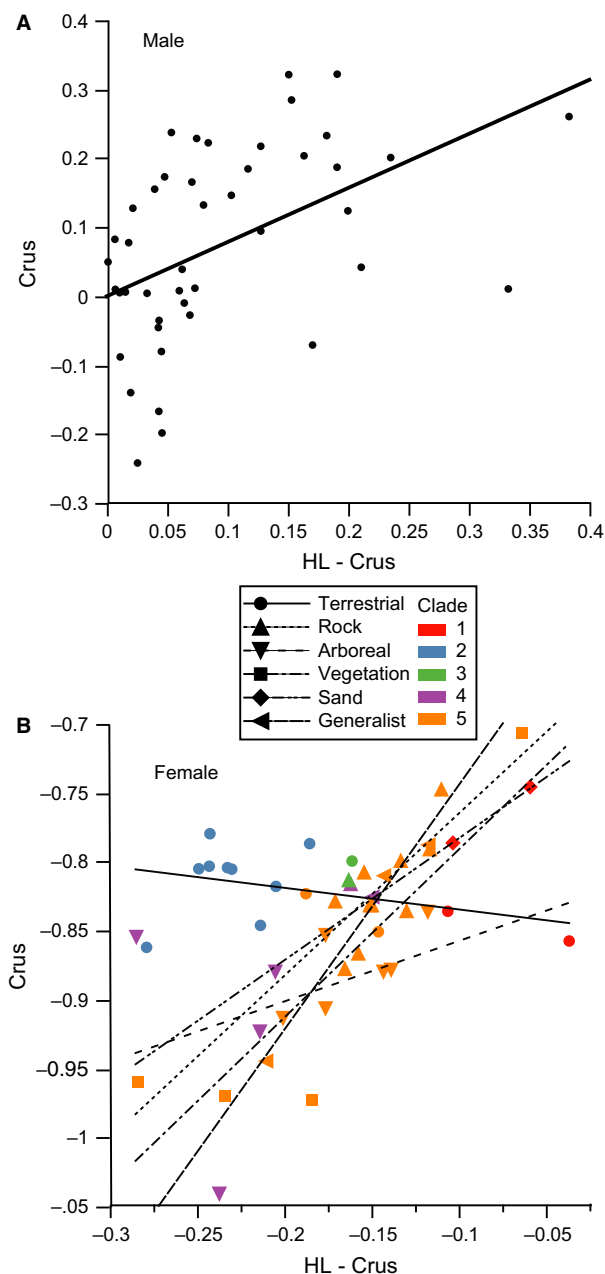 A
Male
0.4
0.3
0.2
0.1
0
–0.1
–0.2
–0.3
Crus
0 0.05 0.1 0.15 0.2 0.25 0.3 0.35 0.4
HL - Crus
Terrestrial
Rock
Arboreal
Vegetation
Sand
Generalist
Clade
1
2
3
4
5
B
Female
–0.7
–0.75
–0.8
–0.85
–0.9
–0.95
–1
–.05
Crus
–0.3 –0.25 –0.2 –0.15 –0.1 –0.05
HL - Crus